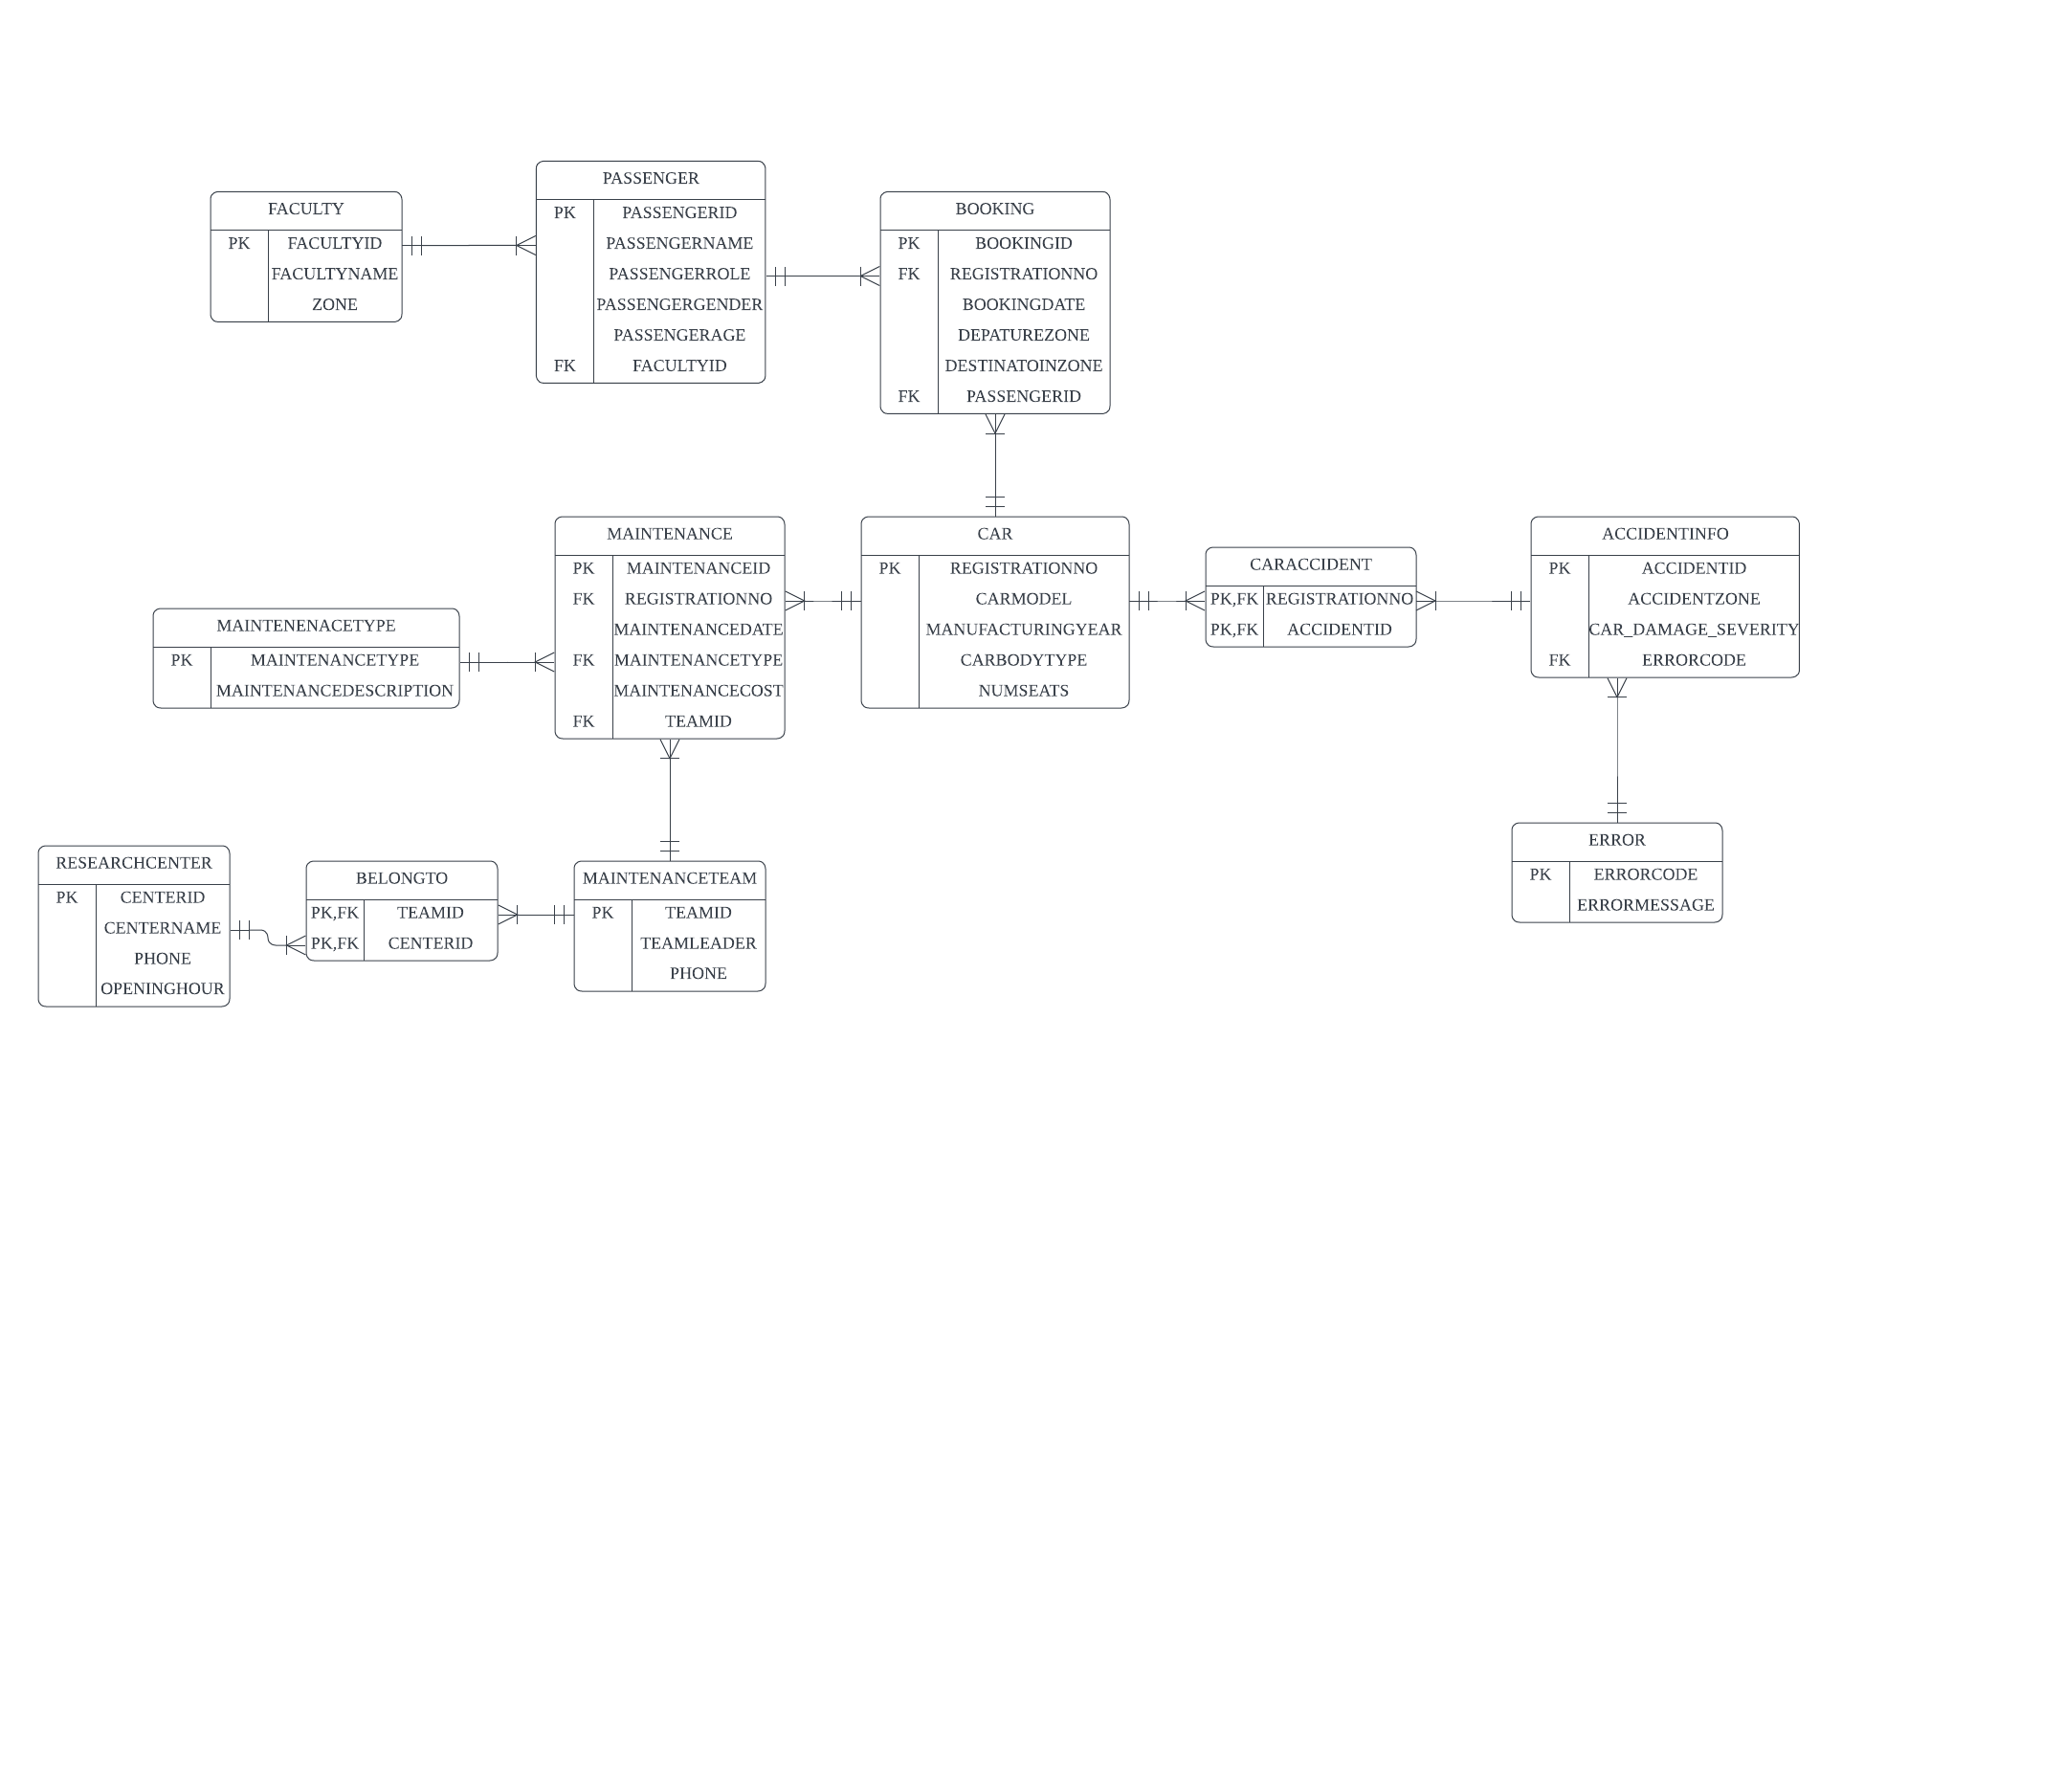 PASSENGER
PK PASSENGERID
PASSENGERNAME
PASSENGERROLE
PASSENGERGENDER
PASSENGERAGE
FK FACULTYID
FACULTY
PK FACULTYID
FACULTYNAME
ZONE
BOOKING
PK BOOKINGID
FK REGISTRATIONNO
BOOKINGDATE
DEPATUREZONE
DESTINATOINZONE
FK PASSENGERID
MAINTENANCE
PK MAINTENANCEID
FK REGISTRATIONNO
MAINTENANCEDATE
FK MAINTENANCETYPE
MAINTENANCECOST
FK TEAMID
CAR
PK REGISTRATIONNO
CARMODEL
MANUFACTURINGYEAR
CARBODYTYPE
NUMSEATS
CARACCIDENT
PK,FK REGISTRATIONNO
PK,FK ACCIDENTID
ACCIDENTINFO
PK ACCIDENTID
ACCIDENTZONE
CAR_DAMAGE_SEVERITY
FK ERRORCODE
MAINTENENACETYPE
PK MAINTENANCETYPE
MAINTENANCEDESCRIPTION
RESEARCHCENTER
PK CENTERID
CENTERNAME
PHONE
OPENINGHOUR
BELONGTO
PK,FK TEAMID
PK,FK CENTERID
MAINTENANCETEAM
PK TEAMID
TEAMLEADER
PHONE
ERROR
PK ERRORCODE
ERRORMESSAGE